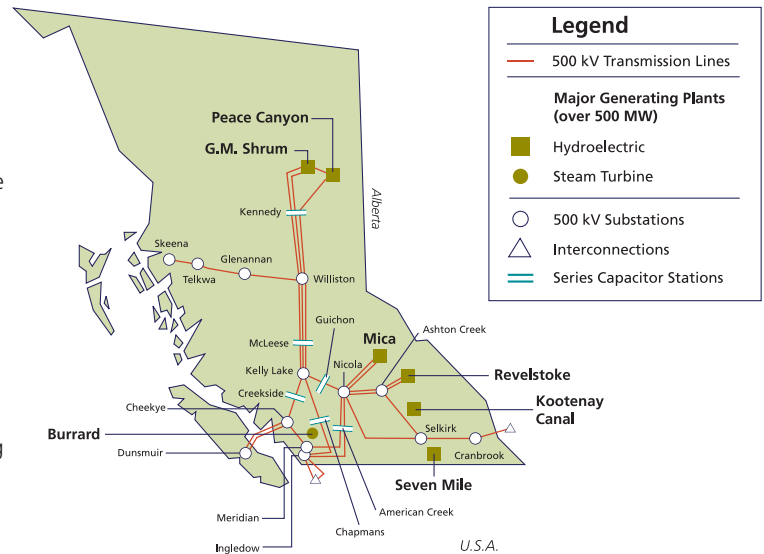 Legend
500 kV Transmission Lines
Major Generating Plants
(over 500 MW)
Hydroelectric
Steam Turbine
500 kV Substations
Interconnections
Series Capacitor Stations
Peace Canyon
G.M. Shrum
Alberta
Kennedy
Skeena
Glenannan
Telkwa
Williston
Guichon
Ashton Creek
McLeese
Mica
Nicola
Kelly Lake
Revelstoke
Creekside
Kootenay
Canal
Cheekye
Selkirk
Burrard
Dunsmuir
Cranbrook
Seven Mile
American Creek
Meridian
Chapmans
Ingledow
U.S.A.
e
g